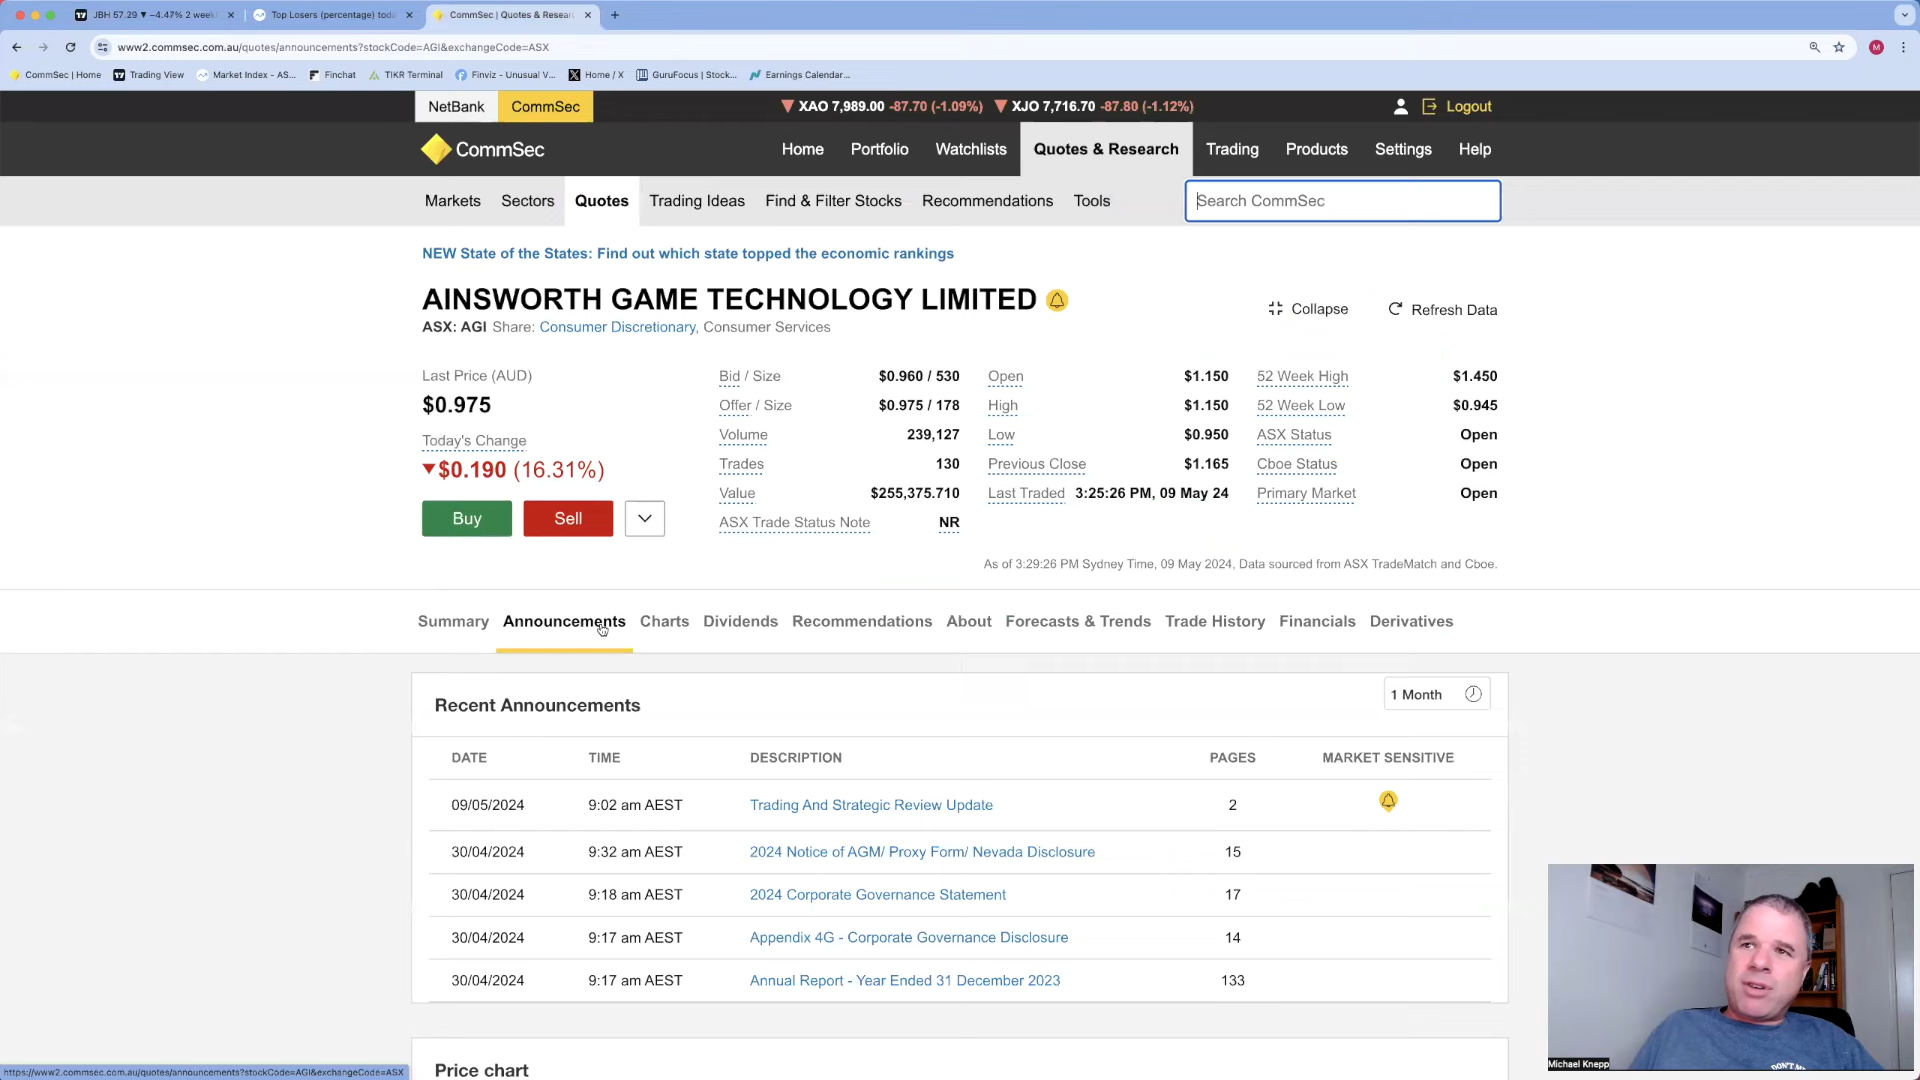 JBH 57.29 ▼ −4.47% 2 week
Top Losers (percentage) toda
CommSec | Quotes & Resear
www2.commsec.com.au/quotes/announcements?stockCode=AGI&exchangeCode=ASX
M
CommSec | Home
Trading View
Market Index - AS...
Finchat
TIKR Terminal
Finviz - Unusual V...
Home / X
GuruFocus | Stock...
Earnings Calendar...
NetBank CommSec
▼ XAO 7,989.00 -87.70 (-1.09%) ▼ XJO 7,716.70 -87.80 (-1.12%)
Logout
CommSec
Home Portfolio Watchlists Quotes & Research Trading Products Settings Help
Markets Sectors Quotes Trading Ideas Find & Filter Stocks Recommendations Tools
Search CommSec
NEW State of the States: Find out which state topped the economic rankings
AINSWORTH GAME TECHNOLOGY LIMITED
Collapse Refresh Data
ASX: AGI Share: Consumer Discretionary, Consumer Services
Last Price (AUD)
$0.975
Today's Change
▼$0.190 (16.31%)
Buy Sell
Bid / Size $0.960 / 530
Offer / Size $0.975 / 178
Volume 239,127
Trades 130
Value $255,375.710
ASX Trade Status Note NR
Open $1.150
High $1.150
Low $0.950
Previous Close $1.165
Last Traded 3:25:26 PM, 09 May 24
52 Week High $1.450
52 Week Low $0.945
ASX Status Open
Cboe Status Open
Primary Market Open
As of 3:29:26 PM Sydney Time, 09 May 2024, Data sourced from ASX TradeMatch and Cboe.
Summary Announcements Charts Dividends Recommendations About Forecasts & Trends Trade History Financials Derivatives
Recent Announcements
1 Month
DATE TIME DESCRIPTION PAGES MARKET SENSITIVE
09/05/2024 9:02 am AEST Trading And Strategic Review Update 2
30/04/2024 9:32 am AEST 2024 Notice of AGM/ Proxy Form/ Nevada Disclosure 15
30/04/2024 9:18 am AEST 2024 Corporate Governance Statement 17
30/04/2024 9:17 am AEST Appendix 4G - Corporate Governance Disclosure 14
30/04/2024 9:17 am AEST Annual Report - Year Ended 31 December 2023 133
Price chart
https://www2.commsec.com.au/quotes/announcements?stockCode=AGI&exchangeCode=ASX
Michael Knepp
DON'T